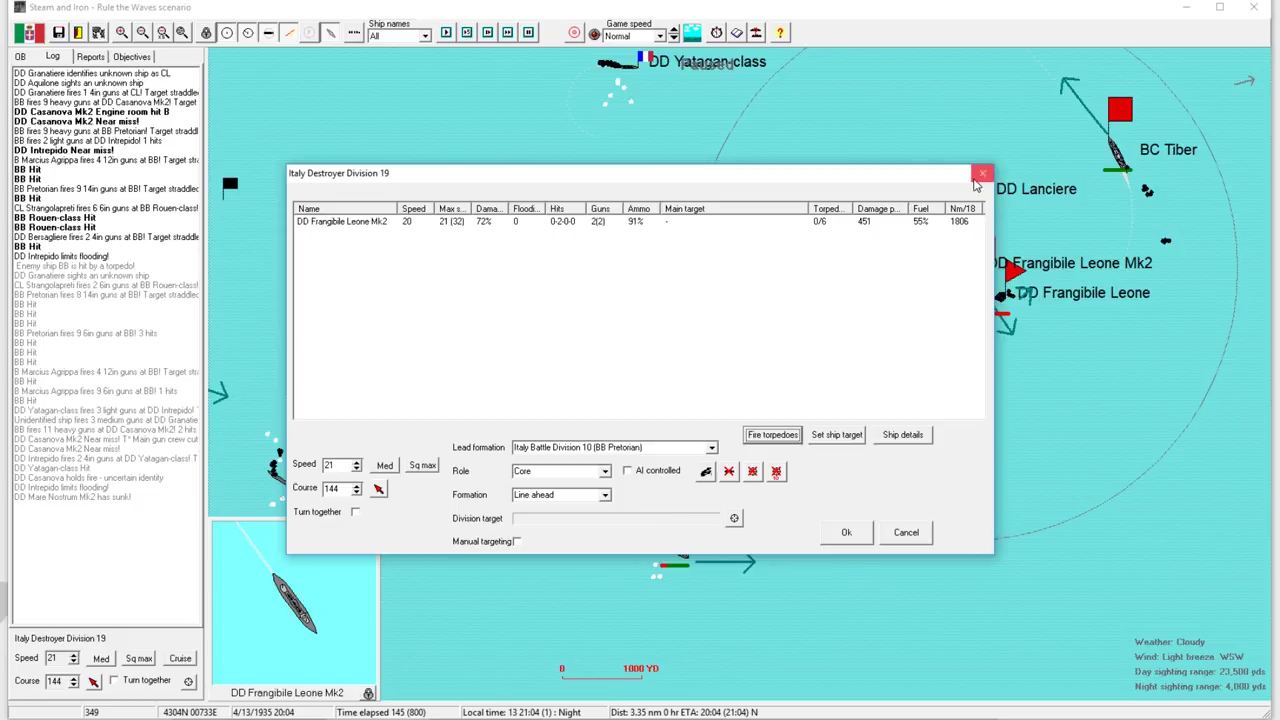 Steam and Iron - Rule the Waves scenario
Ship names
All
Game speed
Normal
OB
Log
Reports
Objectives
DD Granatiere identifies unknown ship as CL
DD Aquilone sights an unknown ship
DD Granatiere fires 1 4in guns at CL! Target straddled
BB fires 9 heavy guns at DD Casanova Mk2! Target
DD Casanova Mk2 Engine room hit B
DD Casanova Mk2 Near miss!
BB fires 9 heavy guns at BB Pretorian! Target straddled
BB fires 2 light guns at DD Intrepido! 1 hits
DD Intrepido Near miss!
B Marcius Agrippa fires 4 12in guns at BB! Target straddled
BB Hit
BB Hit
BB Pretorian fires 9 14in guns at BB! Target straddled
BB Hit
CL Strangolapreti fires 6 6in guns at BB Rouen-class!
BB Rouen-class Hit
BB Rouen-class Hit
DD Bersagliere fires 2 4in guns at BB! Target straddle
BB Hit
DD Intrepido limits flooding!
Enemy ship BB is hit by a torpedo!
DD Granatiere sights an unknown ship
CL Strangolapreti fires 2 6in guns at BB Rouen-class!
BB Pretorian fires 8 14in guns at BB! Target straddled
BB Hit
BB Hit
BB Hit
BB Pretorian fires 9 6in guns at BB! 3 hits
BB Hit
BB Hit
BB Hit
B Marcius Agrippa fires 4 12in guns at BB! Target
BB Hit
B Marcius Agrippa fires 9 6in guns at BB! 1 hits
BB Hit
DD Yatagan-class fires 3 light guns at DD Intrepido!
Unidentified ship fires 3 medium guns at DD Granatie
BB fires 11 heavy guns at DD Casanova Mk2! 2 hits
DD Casanova Mk2 Near miss! T* Main gun crew cut
DD Casanova Mk2 Near miss!
DD Intrepido fires 2 4in guns at DD Yatagan-class!
DD Yatagan-class Hit
DD Casanova holds fire - uncertain identity
DD Intrepido limits flooding!
DD Mare Nostrum Mk2 has sunk!
Italy Destroyer Division 19
Speed 21 Med Sq max Cruise
Course 144 Turn together
DD Yatagan-class
Paused
BC Tiber
DD Lanciere
DD Frangibile Leone Mk2
DD Frangibile Leone
Italy Destroyer Division 19
Name Speed Max s... Dama... Floodi... Hits Guns Ammo Main target Torped... Damage p... Fuel Nm/18
DD Frangibile Leone Mk2 20 21 (32) 72% 0 0-2-0-0 2(2) 91% - 0/6 451 55% 1806
Fire torpedoes Set ship target Ship details
Lead formation Italy Battle Division 10 (BB Pretorian)
Speed 21 Med Sq max
Role Core AI controlled
Course 144
Formation Line ahead
Turn together
Division target
Manual targeting
Ok Cancel
DD Frangibile Leone Mk2
0 1000 YD
Weather: Cloudy
Wind: Light breeze WSW
Day sighting range: 23,500 yds
Night sighting range: 4,000 yds
349 4304N 00733E 4/13/1935 20:04 Time elapsed 145 (800) Local time: 13 21:04 (1) : Night Dist: 3.35 nm 0 hr ETA: 20:04 (21:04) N